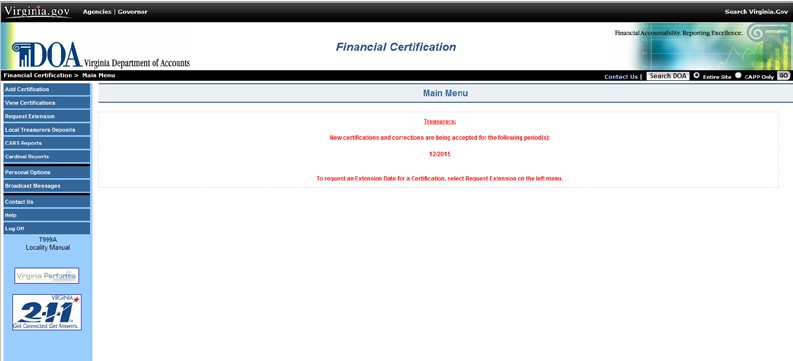 Virginia.gov Agencies | Governor Search Virginia.Gov
Financial Accountability. Reporting Excellence.
DOA Virginia Department of Accounts
Financial Certification
Financial Certification > Main Menu Contact Us | Search DOA Entire Site CAPP Only GO
Add Certification
View Certifications
Request Extension
Local Treasurers Deposits
CARS Reports
Cardinal Reports
Personal Options
Broadcast Messages
Contact Us
Help
Log Off
T999A
Locality Manual
Virginia Performs
VIRGINIA
2-1-1
Get Connected. Get Answers.
Main Menu
Treasurers:
New certifications and corrections are being accepted for the following period(s):
12/2015
To request an Extension Date for a Certification, select Request Extension on the left menu.